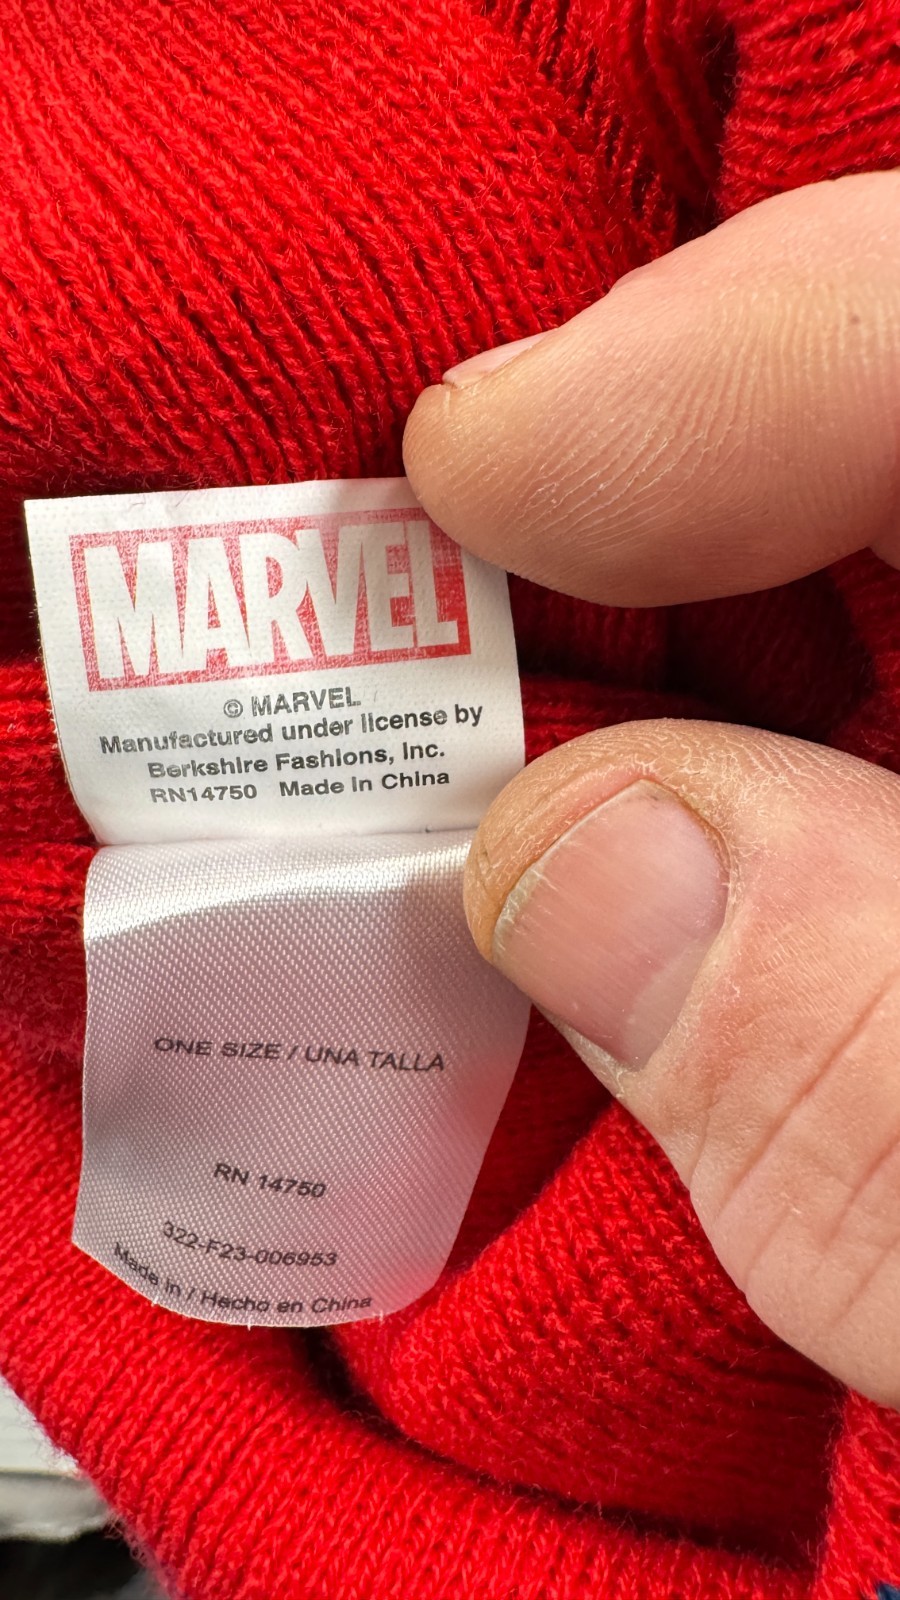 MARVEL
© MARVEL
Manufactured under license by
Berkshire Fashions, Inc.
RN14750 Made in China
ONE SIZE / UNA TALLA
RN 14750
322-F23-006953
Made in / Hecho en China